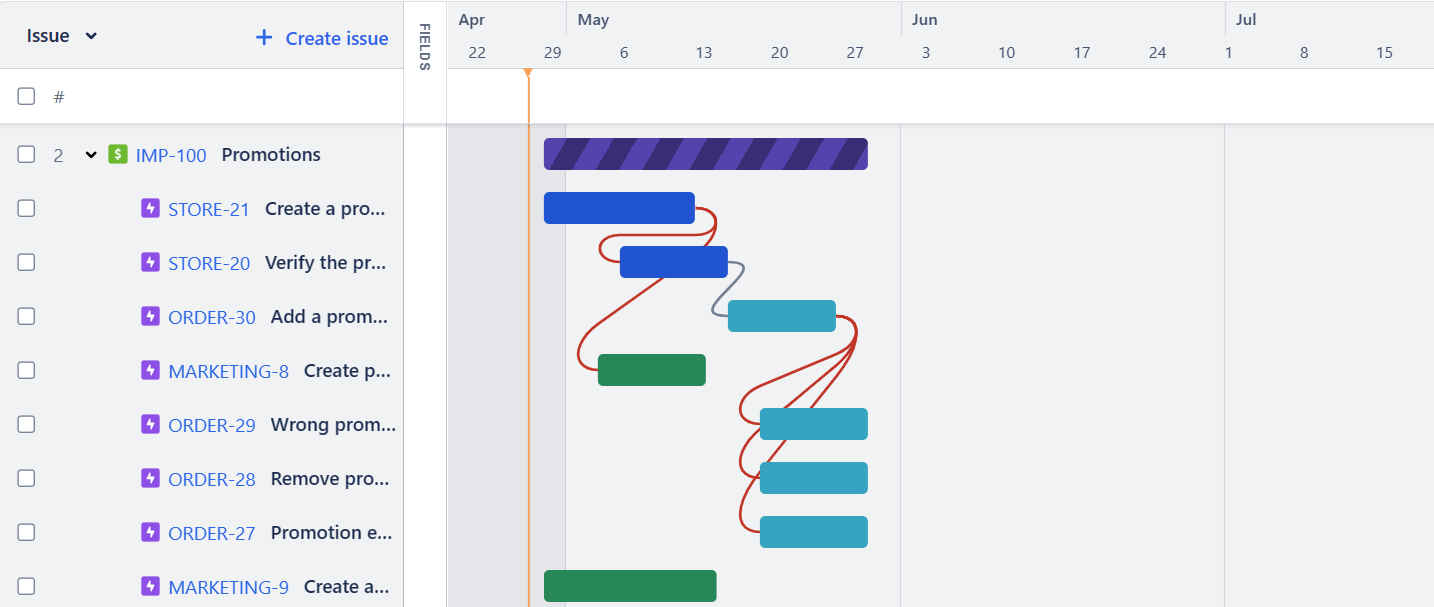 Issue + Create issue
FIELDS
Apr May Jun Jul
22 29 6 13 20 27 3 10 17 24 1 8 15
#
2 $ IMP-100 Promotions
STORE-21 Create a pro...
STORE-20 Verify the pr...
ORDER-30 Add a prom...
MARKETING-8 Create p...
ORDER-29 Wrong prom...
ORDER-28 Remove pro...
ORDER-27 Promotion e...
MARKETING-9 Create a...